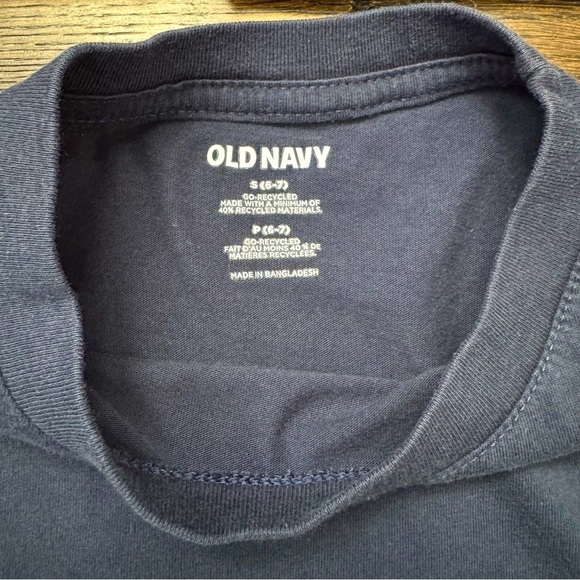 OLD NAVY
S (6-7)
GO-RECYCLED
MADE WITH A MINIMUM OF
40% RECYCLED MATERIALS.
P (6-7)
GO-RECYCLED
FAIT D'AU MOINS 40 % DE
MATIÈRES RECYCLÉES.
MADE IN BANGLADESH